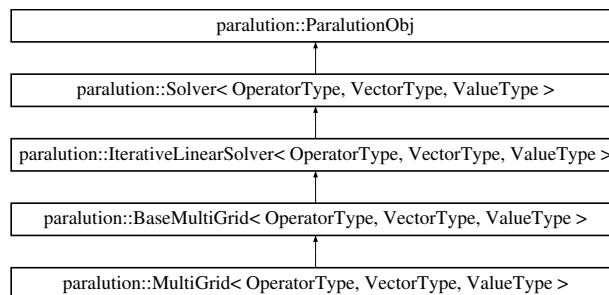 paralution::ParalutionObj
paralution::Solver< OperatorType, VectorType, ValueType >
paralution::IterativeLinearSolver< OperatorType, VectorType, ValueType >
paralution::BaseMultiGrid< OperatorType, VectorType, ValueType >
paralution::MultiGrid< OperatorType, VectorType, ValueType >